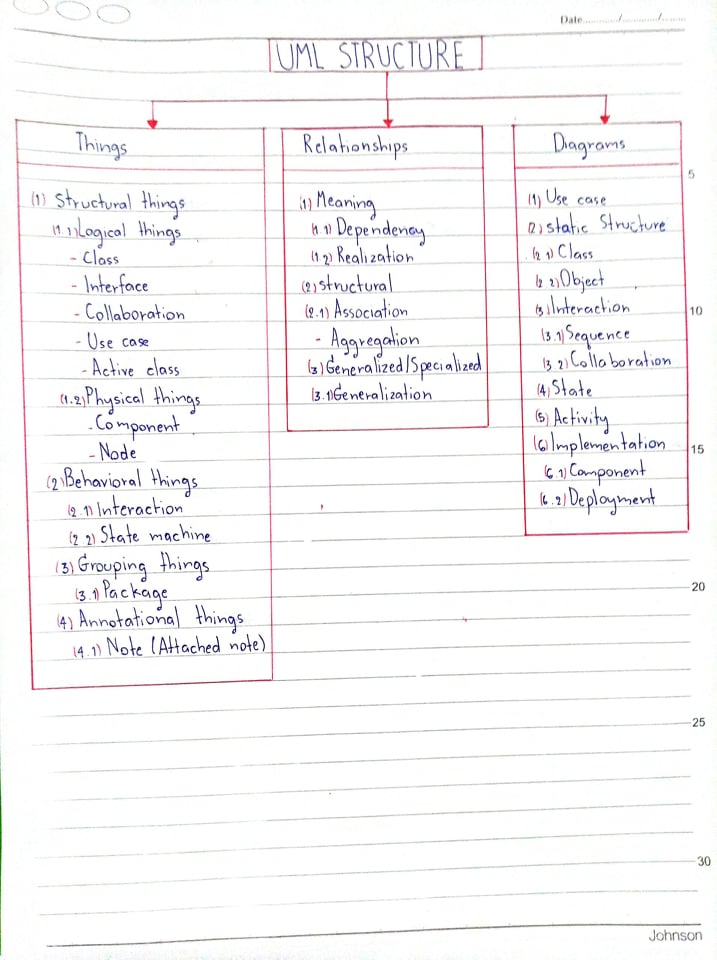 Date............/............/............
UML STRUCTURE
Things
(1) Structural things
(1.1) Logical things
- Class
- Interface
- Collaboration
- Use case
- Active class
(1.2) Physical things
- Component
- Node
(2) Behavioral things
(2.1) Interaction
(2.2) State machine
(3) Grouping things
(3.1) Package
(4) Annotational things
(4.1) Note (Attached note)
Relationships
(1) Meaning
(1.1) Dependency
(1.2) Realization
(2) structural
(2.1) Association
- Aggregation
(3) Generalized/Specialized
(3.1) Generalization
Diagrams
(1) Use case
(2) static Structure
(2.1) Class
(2.2) Object
(3) Interaction
(3.1) Sequence
(3.2) Collaboration
(4) State
(5) Activity
(6) Implementation
(6.1) Component
(6.2) Deployment
5
10
15
20
25
30
Johnson